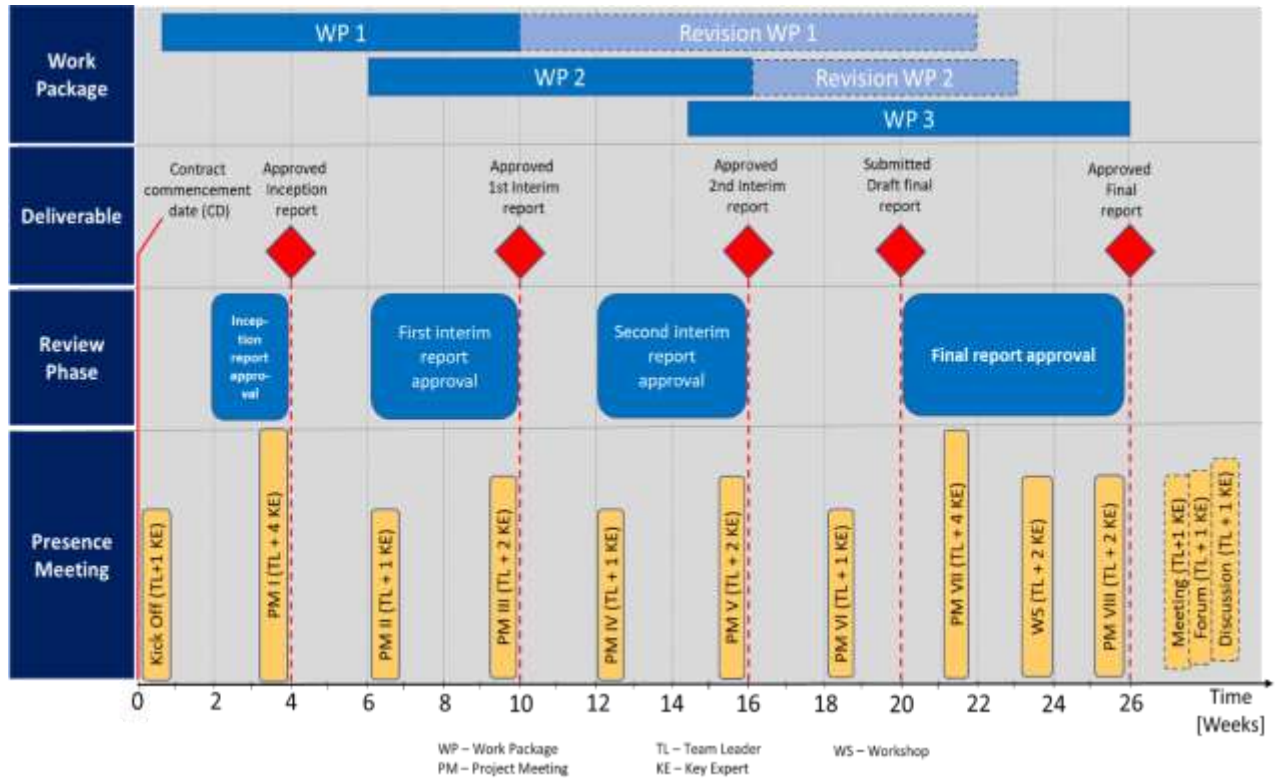 Work
Package
WP 1
Revision WP 1
WP 2
Revision WP 2
WP 3
Deliverable
Contract
commencement
date (CD)
Approved
Inception
report
Approved
1st Interim
report
Approved
2nd Interim
report
Submitted
Draft final
report
Approved
Final
report
Review
Phase
Incep-
tion
report
appro-
val
First interim
report
approval
Second interim
report
approval
Final report approval
Presence
Meeting
Kick Off (TL+1 KE)
PM I (TL + 4 KE)
PM II (TL + 1 KE)
PM III (TL + 2 KE)
PM IV (TL + 1 KE)
PM V (TL + 2 KE)
PM VI (TL + 1 KE)
PM VII (TL + 4 KE)
WS (TL + 2 KE)
PM VIII (TL + 2 KE)
Meeting (TL+1 KE)
Forum (TL + 1 KE)
Discussion (TL + 1 KE)
0 2 4 6 8 10 12 14 16 18 20 22 24 26 Time
[Weeks]
WP – Work Package TL – Team Leader WS – Workshop
PM – Project Meeting KE – Key Expert